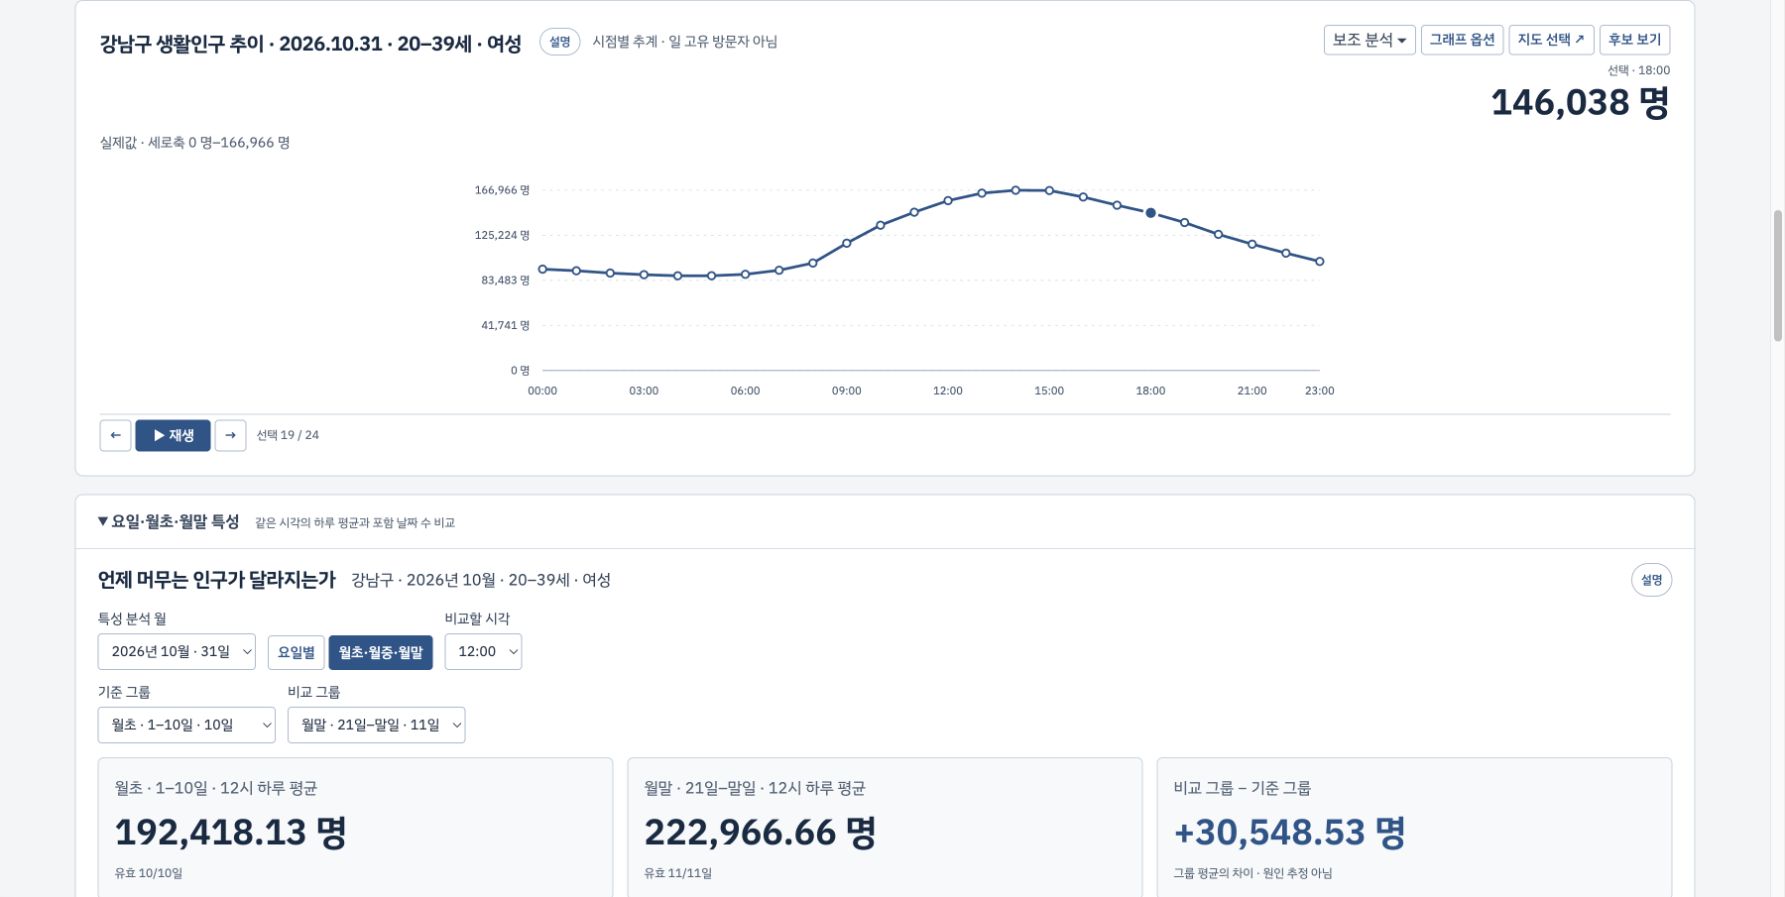 강남구 생활인구 추이 · 2026.10.31 · 20–39세 · 여성 설명 시점별 추계 · 일 고유 방문자 아님
보조 분석 그래프 옵션 지도 선택 ↗ 후보 보기
선택 · 18:00
146,038 명
실제값 · 세로축 0 명–166,966 명
166,966 명
125,224 명
83,483 명
41,741 명
0 명
00:00 03:00 06:00 09:00 12:00 15:00 18:00 21:00 23:00
← ▶ 재생 → 선택 19 / 24
▼ 요일·월초·월말 특성 같은 시각의 하루 평균과 포함 날짜 수 비교
언제 머무는 인구가 달라지는가 강남구 · 2026년 10월 · 20–39세 · 여성 설명
특성 분석 월 비교할 시각
2026년 10월 · 31일 요일별 월초·월중·월말 12:00
기준 그룹 비교 그룹
월초 · 1–10일 · 10일 월말 · 21일–말일 · 11일
월초 · 1–10일 · 12시 하루 평균
192,418.13 명
유효 10/10일
월말 · 21일–말일 · 12시 하루 평균
222,966.66 명
유효 11/11일
비교 그룹 − 기준 그룹
+30,548.53 명
그룹 평균의 차이 · 원인 추정 아님